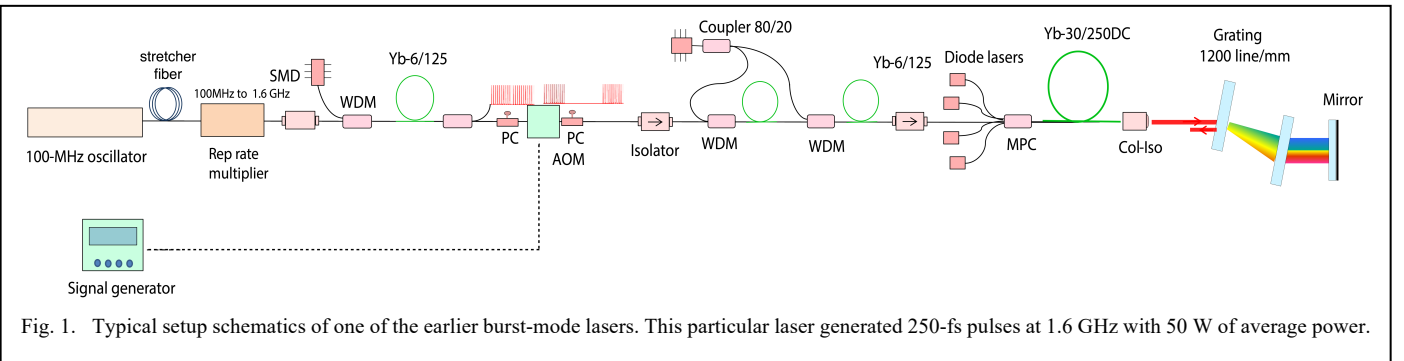 stretcher
fiber
100MHz to 1.6 GHz
SMD
WDM
Yb-6/125
100-MHz oscillator
Rep rate
multiplier
PC
PC
AOM
Isolator
Coupler 80/20
WDM
WDM
Yb-6/125
Diode lasers
MPC
Yb-30/250DC
Col-Iso
Grating
1200 line/mm
Mirror
Signal generator
Fig. 1. Typical setup schematics of one of the earlier burst-mode lasers. This particular laser generated 250-fs pulses at 1.6 GHz with 50 W of average power.